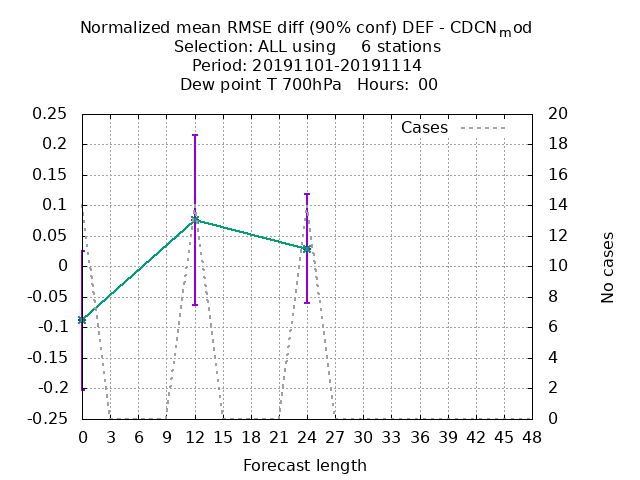 Normalized mean RMSE diff (90% conf) DEF - CDCNmod
Selection: ALL using 6 stations
Period: 20191101-20191114
Dew point T 700hPa Hours: 00
Cases
0.25
0.2
0.15
0.1
0.05
0
-0.05
-0.1
-0.15
-0.2
-0.25
20
18
16
14
12
10
8
6
4
2
0
No cases
0 3 6 9 12 15 18 21 24 27 30 33 36 39 42 45 48
Forecast length